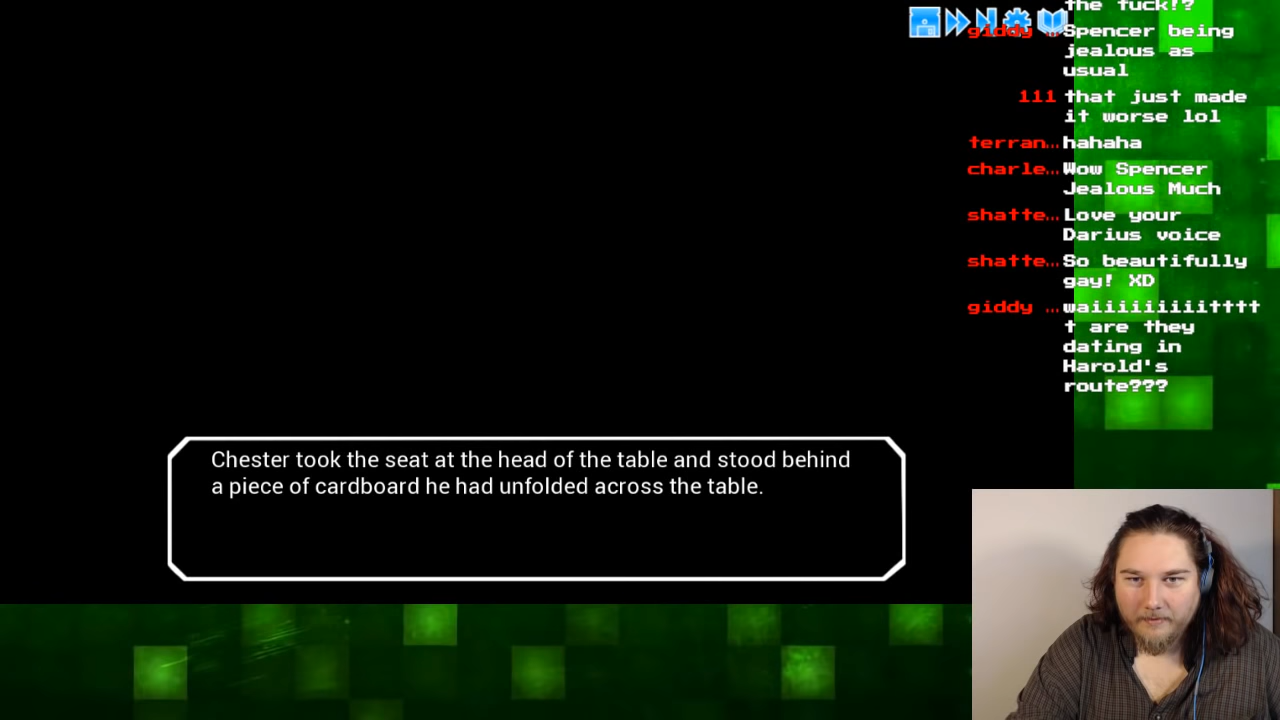 the fuck!?
giddy ...Spencer being
jealous as
usual
111 that just made
it worse lol
terran...hahaha
charle...Wow Spencer
Jealous Much
shatte...Love your
Darius voice
shatte...So beautifully
gay! XD
giddy ...waiiiiiiiiitttt
t are they
dating in
Harold's
route???
Chester took the seat at the head of the table and stood behind
a piece of cardboard he had unfolded across the table.